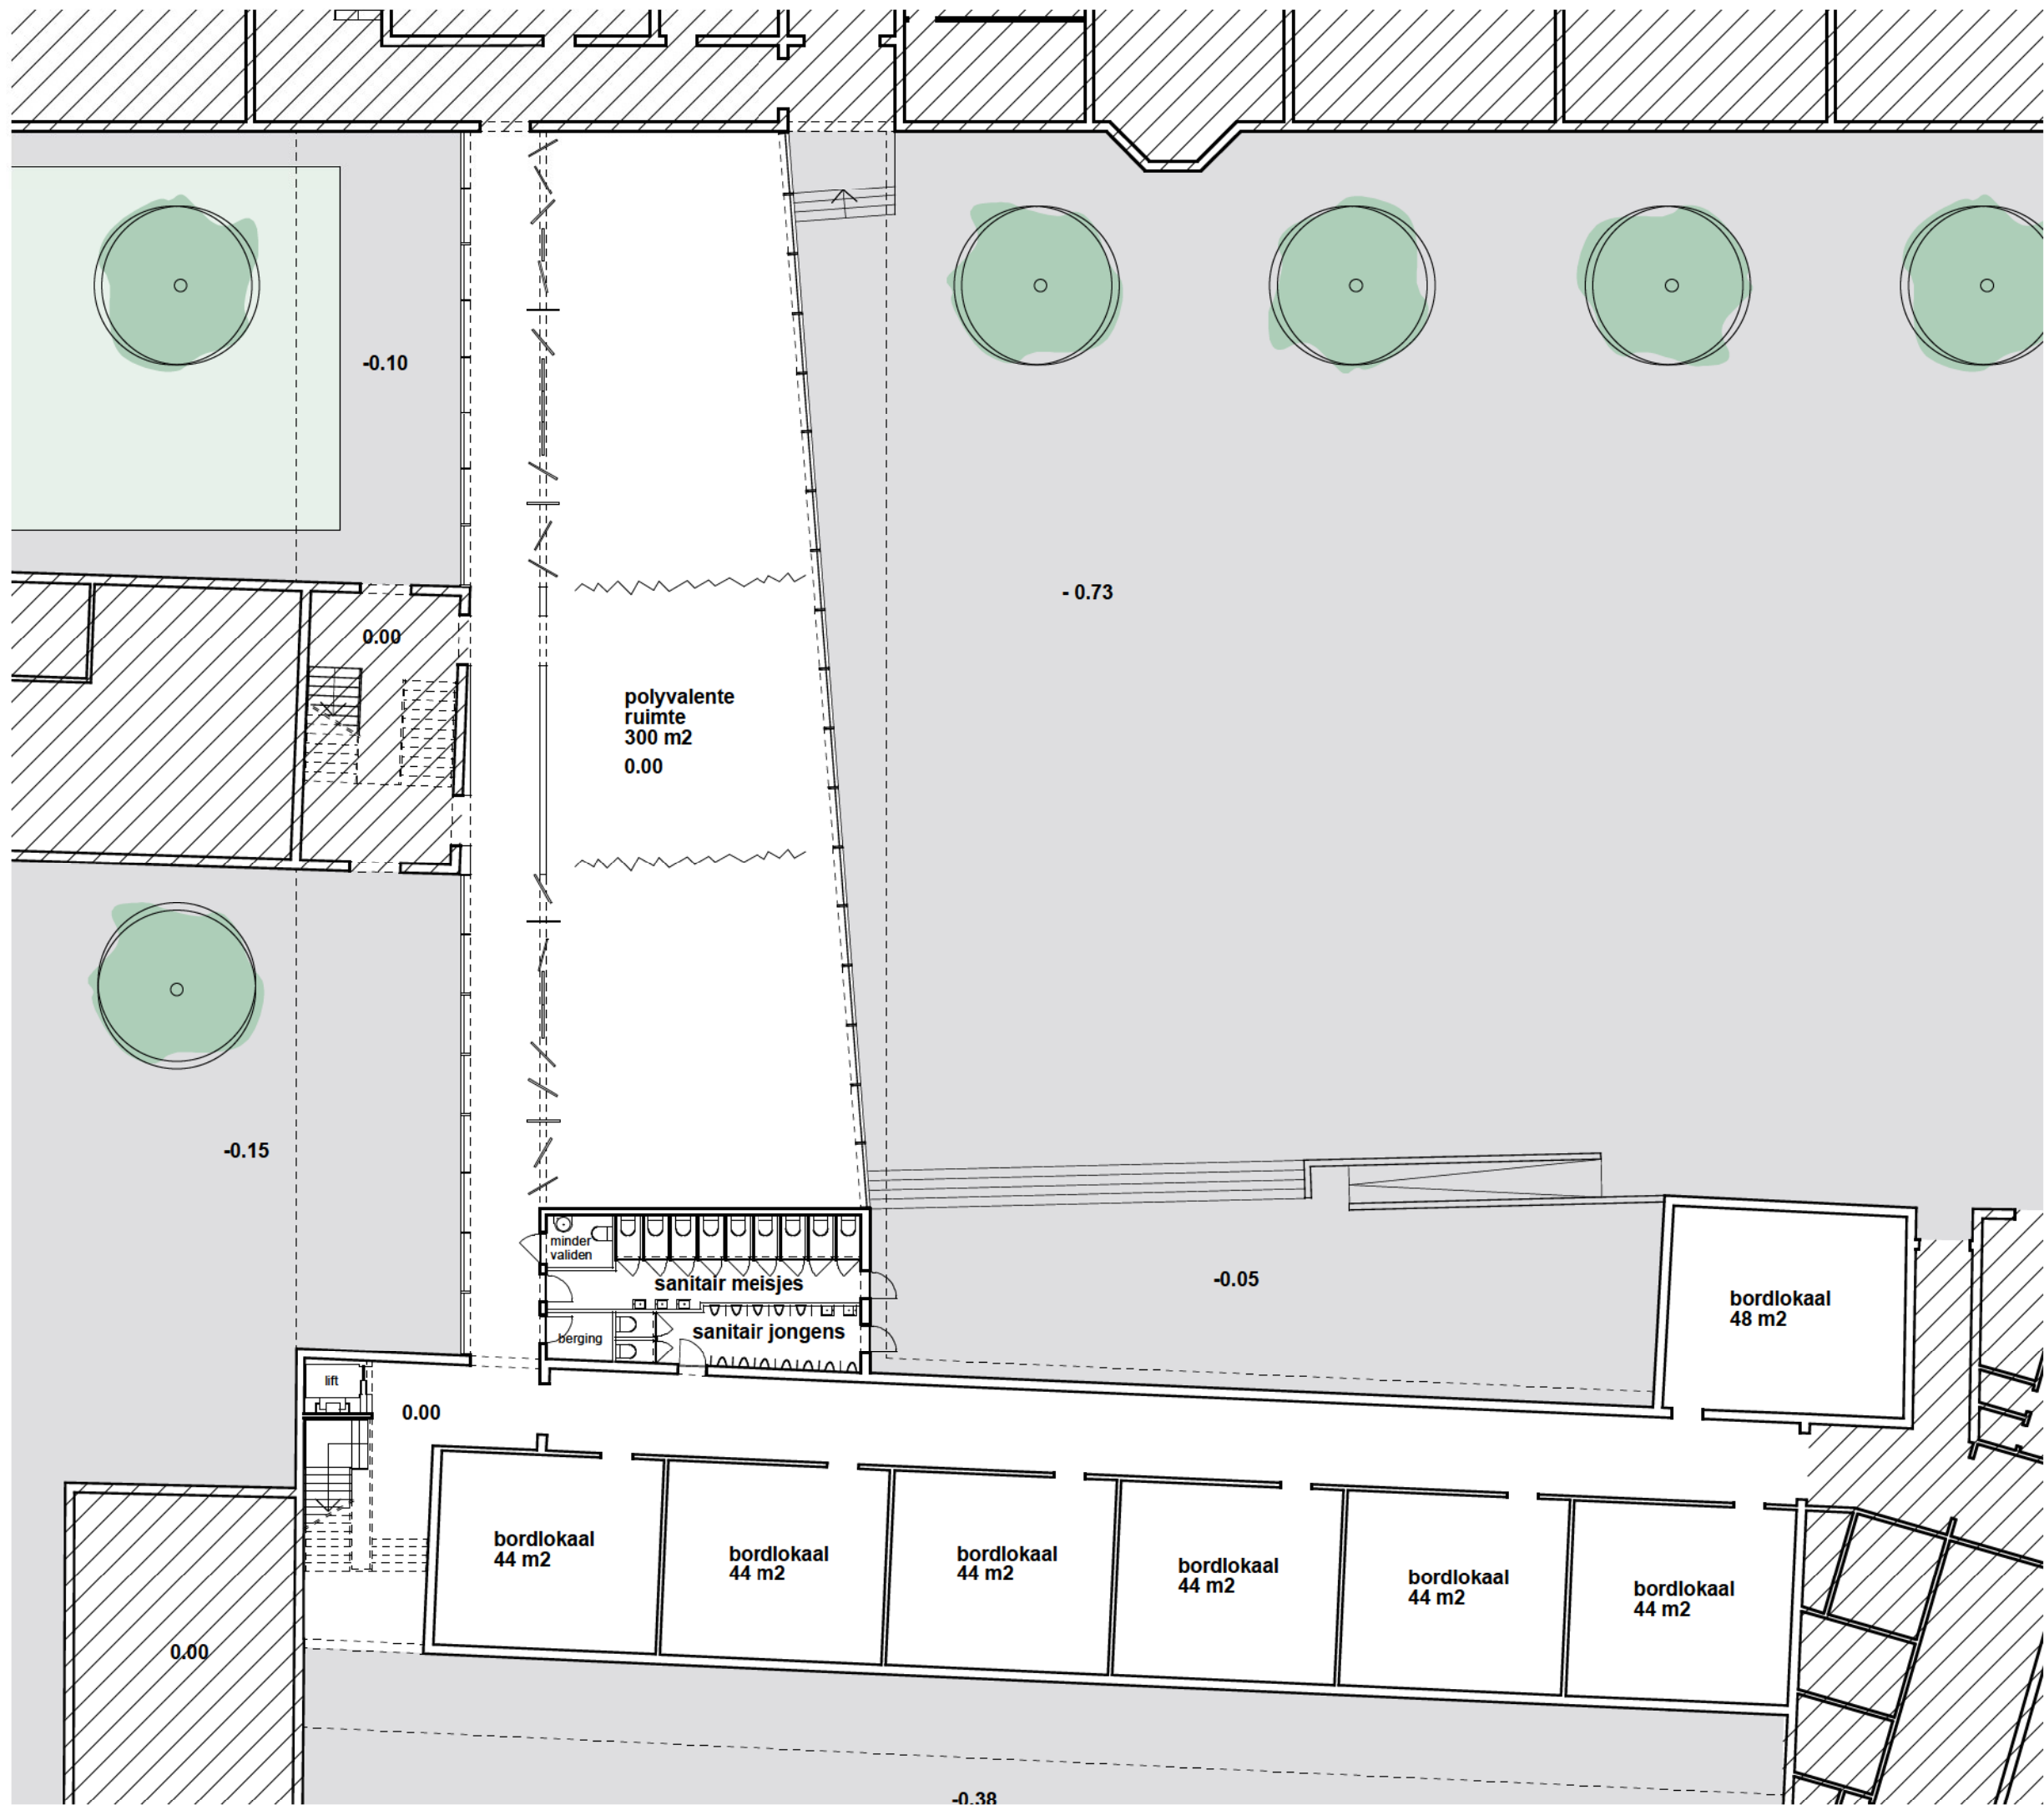 -0.10
- 0.73
0.00
polyvalente
ruimte
300 m2
0.00
-0.15
minder
validen
sanitair meisjes
-0.05
bordlokaal
48 m2
berging
sanitair jongens
lift
0.00
bordlokaal
44 m2
bordlokaal
44 m2
bordlokaal
44 m2
bordlokaal
44 m2
bordlokaal
44 m2
bordlokaal
44 m2
0.00
-0.38